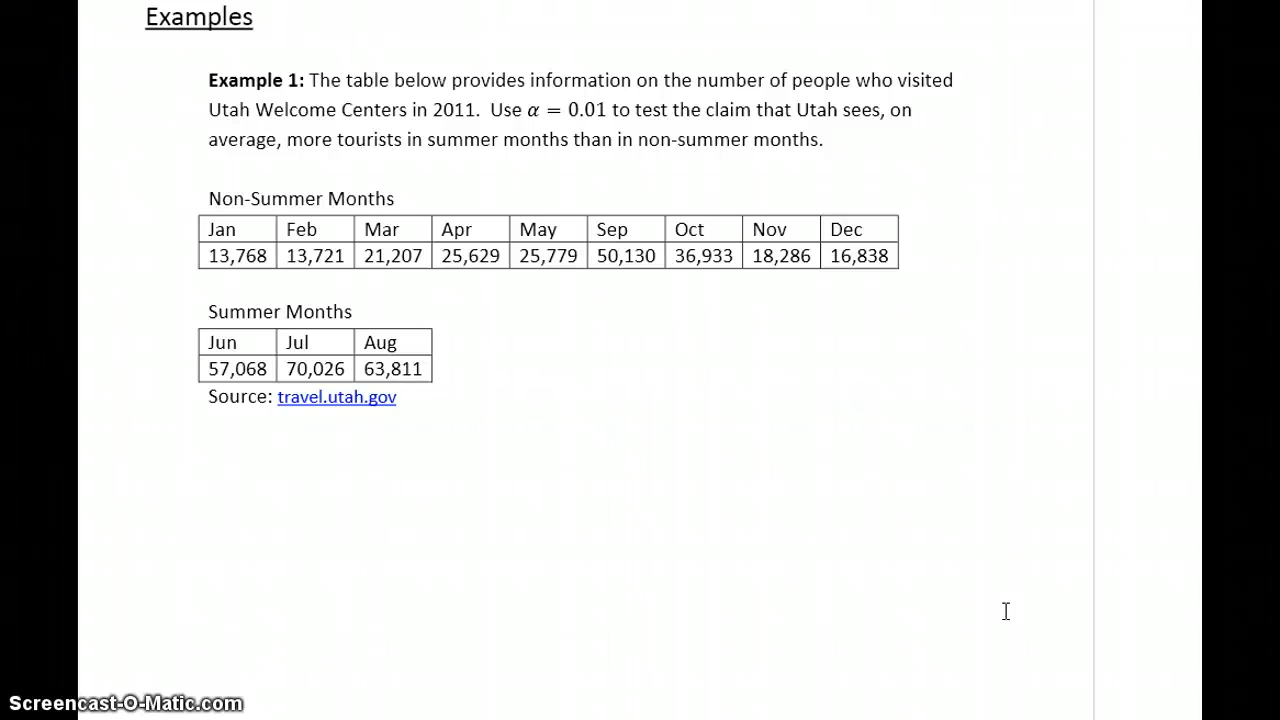 Examples
Example 1: The table below provides information on the number of people who visited
Utah Welcome Centers in 2011. Use α = 0.01 to test the claim that Utah sees, on
average, more tourists in summer months than in non-summer months.
Non-Summer Months
Jan Feb Mar Apr May Sep Oct Nov Dec
13,768 13,721 21,207 25,629 25,779 50,130 36,933 18,286 16,838
Summer Months
Jun Jul Aug
57,068 70,026 63,811
Source: travel.utah.gov
Screencast-O-Matic.com